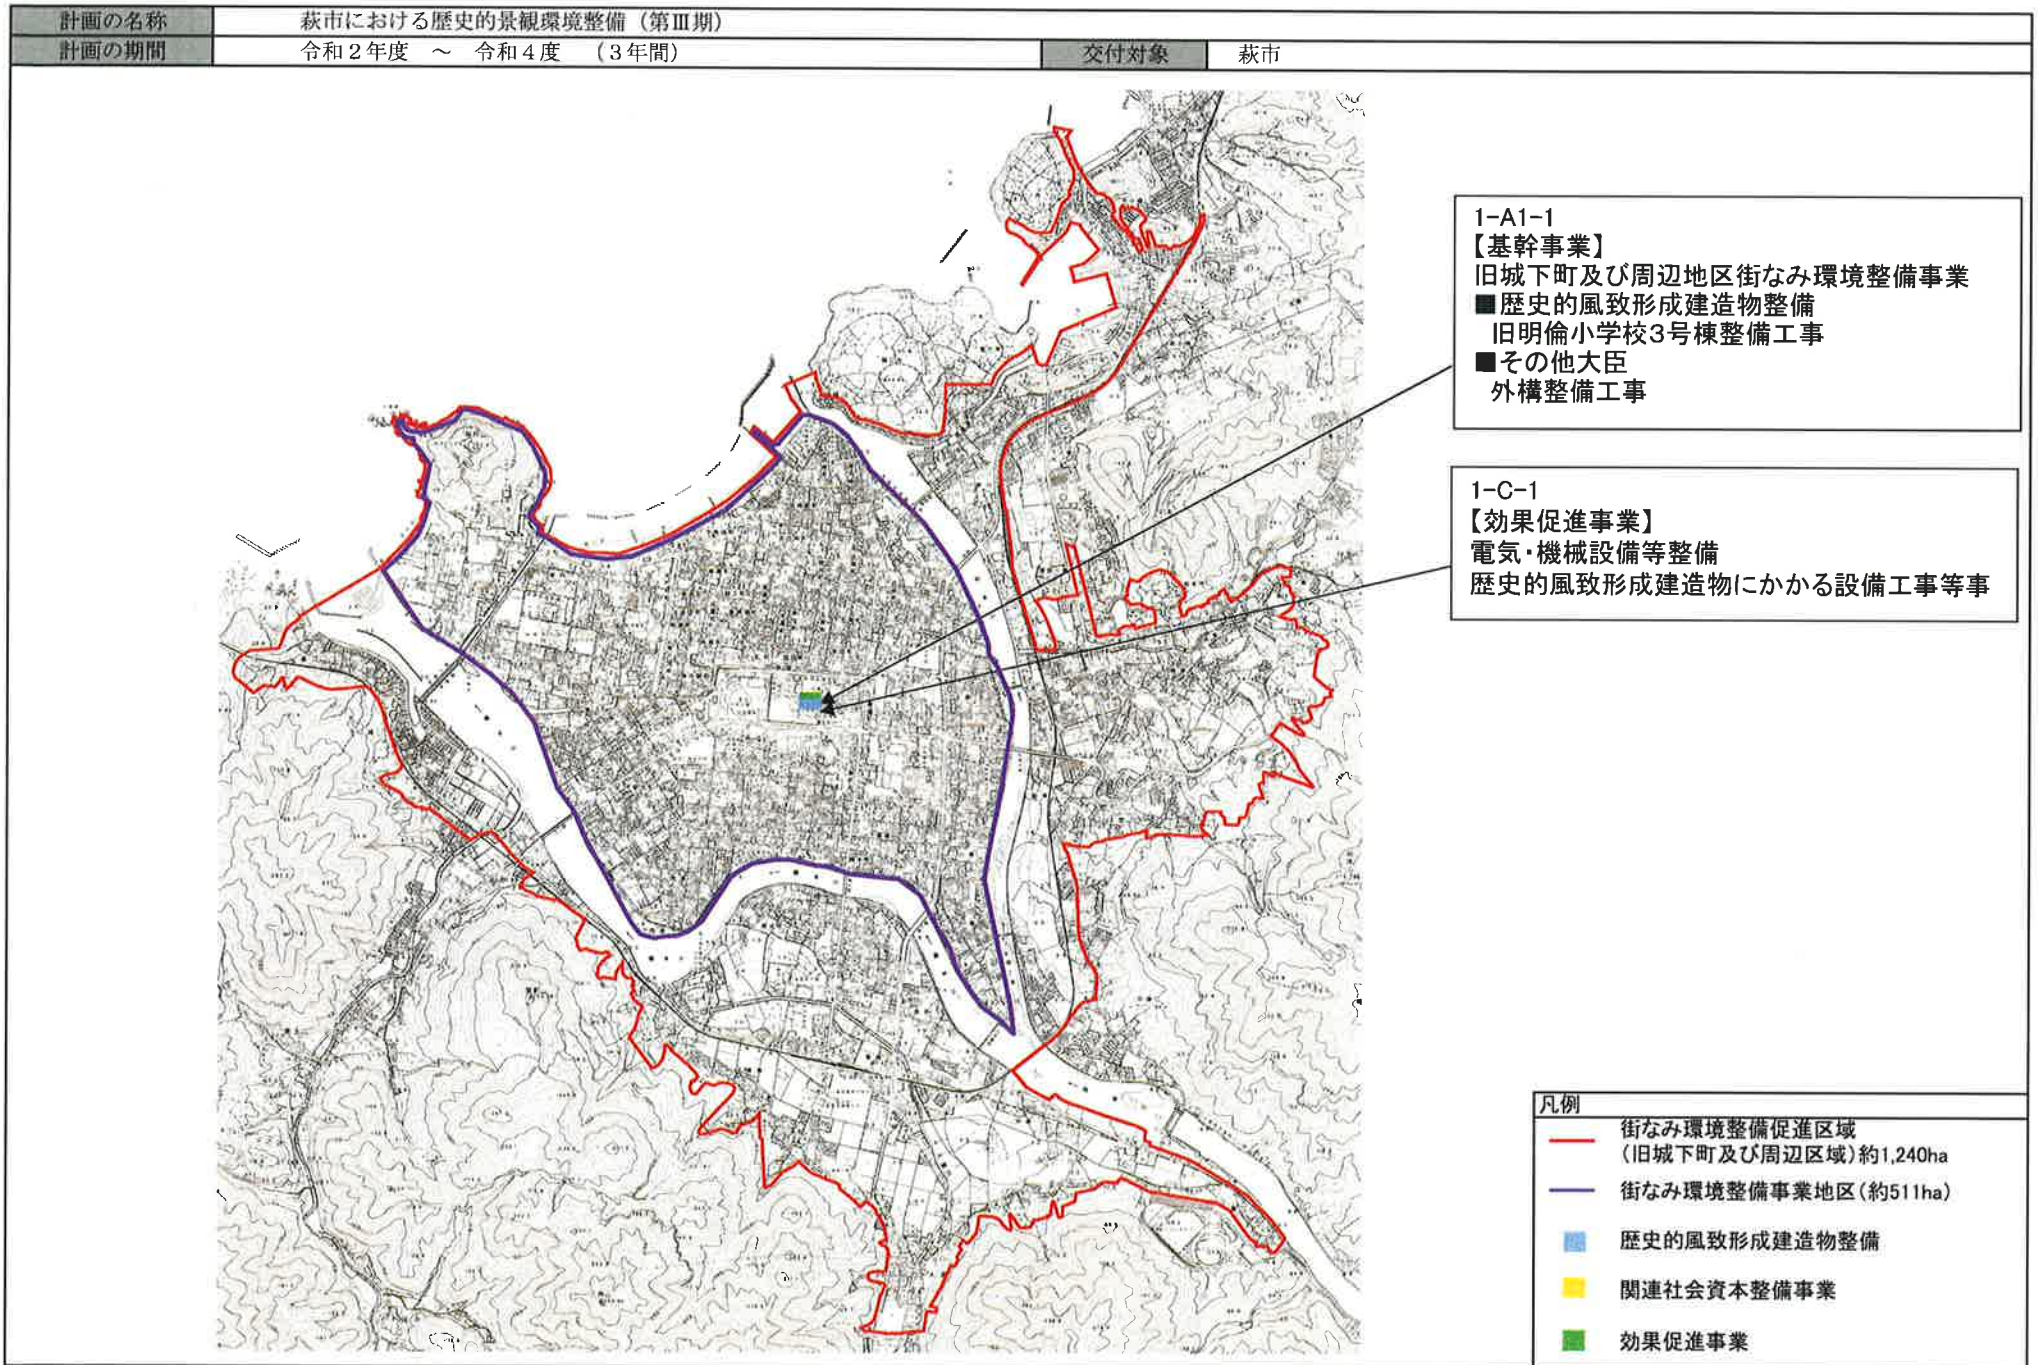 計画の名称 萩市における歴史的景観環境整備（第Ⅲ期）
計画の期間 令和２年度 ～ 令和４度 （３年間） 交付対象 萩市
1-A1-1
【基幹事業】
旧城下町及び周辺地区街なみ環境整備事業
■歴史的風致形成建造物整備
旧明倫小学校3号棟整備工事
■その他大臣
外構整備工事
1-C-1
【効果促進事業】
電気・機械設備等整備
歴史的風致形成建造物にかかる設備工事等事
凡例
街なみ環境整備促進区域
（旧城下町及び周辺区域）約1,240ha
街なみ環境整備事業地区（約511ha）
歴史的風致形成建造物整備
関連社会資本整備事業
効果促進事業